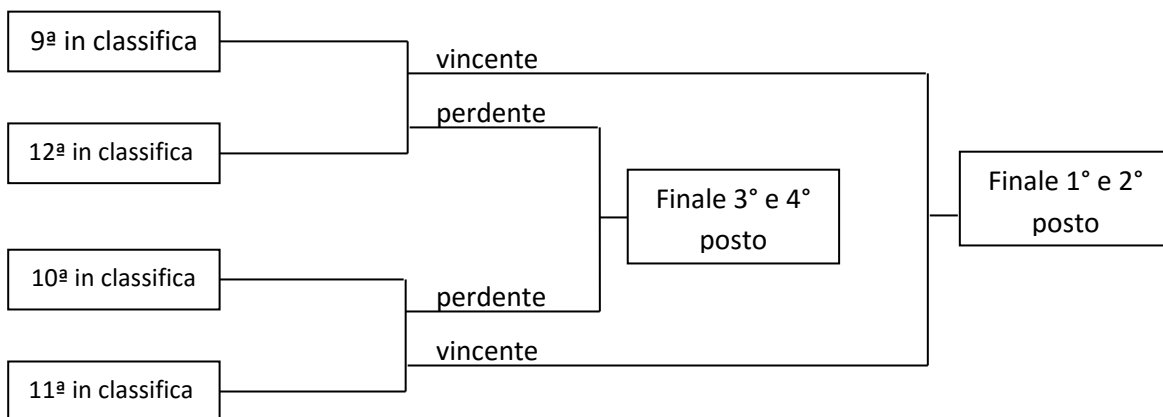 9ª in classifica
vincente
perdente
12ª in classifica
Finale 3° e 4°
posto
Finale 1° e 2°
posto
10ª in classifica
perdente
vincente
11ª in classifica